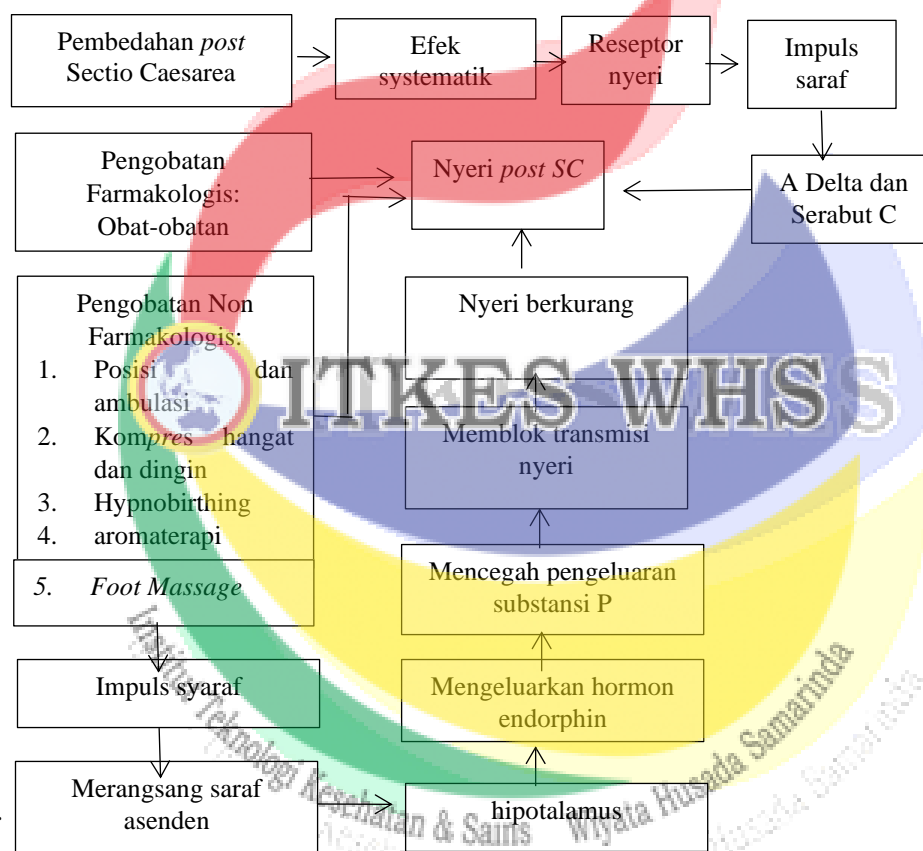 Pembedahan post
Sectio Caesarea
Efek
systematik
Reseptor
nyeri
Impuls
saraf
Pengobatan
Farmakologis:
Obat-obatan
Nyeri post SC
A Delta dan
Serabut C
Pengobatan Non
Farmakologis:
1. Posisi dan
ambulasi
2. Kompres hangat
dan dingin
3. Hypnobirthing
4. aromaterapi
5. Foot Massage
Nyeri berkurang
ITKES WHSS
Memblok transmisi
nyeri
Mencegah pengeluaran
substansi P
Impuls syaraf
Mengeluarkan hormon
endorphin
Merangsang saraf
asenden
hipotalamus
Institut Teknologi Kesehatan & Sains Wiyata Husada Samarinda